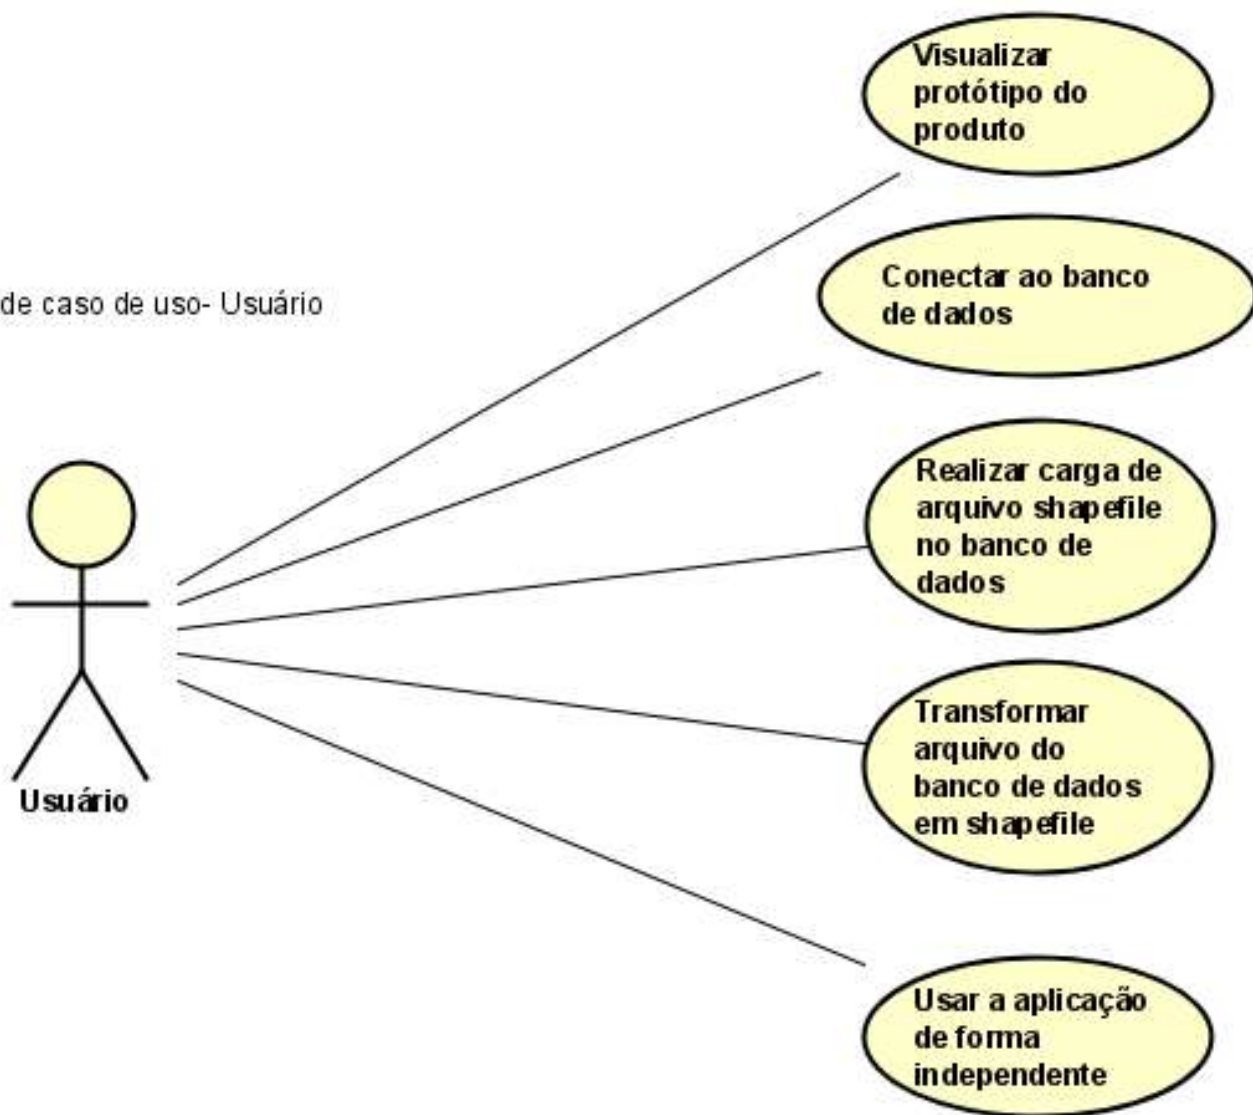 Visualizar
protótipo do
produto
de caso de uso- Usuário
Conectar ao banco
de dados
Realizar carga de
arquivo shapefile
no banco de
dados
Transformar
arquivo do
banco de dados
em shapefile
Usuário
Usar a aplicação
de forma
independente